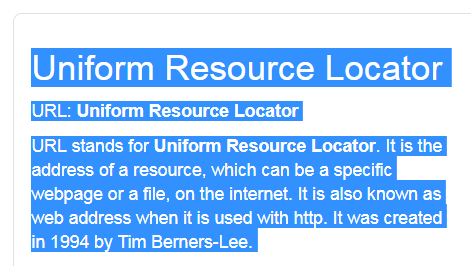 Uniform Resource Locator
URL: Uniform Resource Locator
URL stands for Uniform Resource Locator. It is the
address of a resource, which can be a specific
webpage or a file, on the internet. It is also known as
web address when it is used with http. It was created
in 1994 by Tim Berners-Lee.